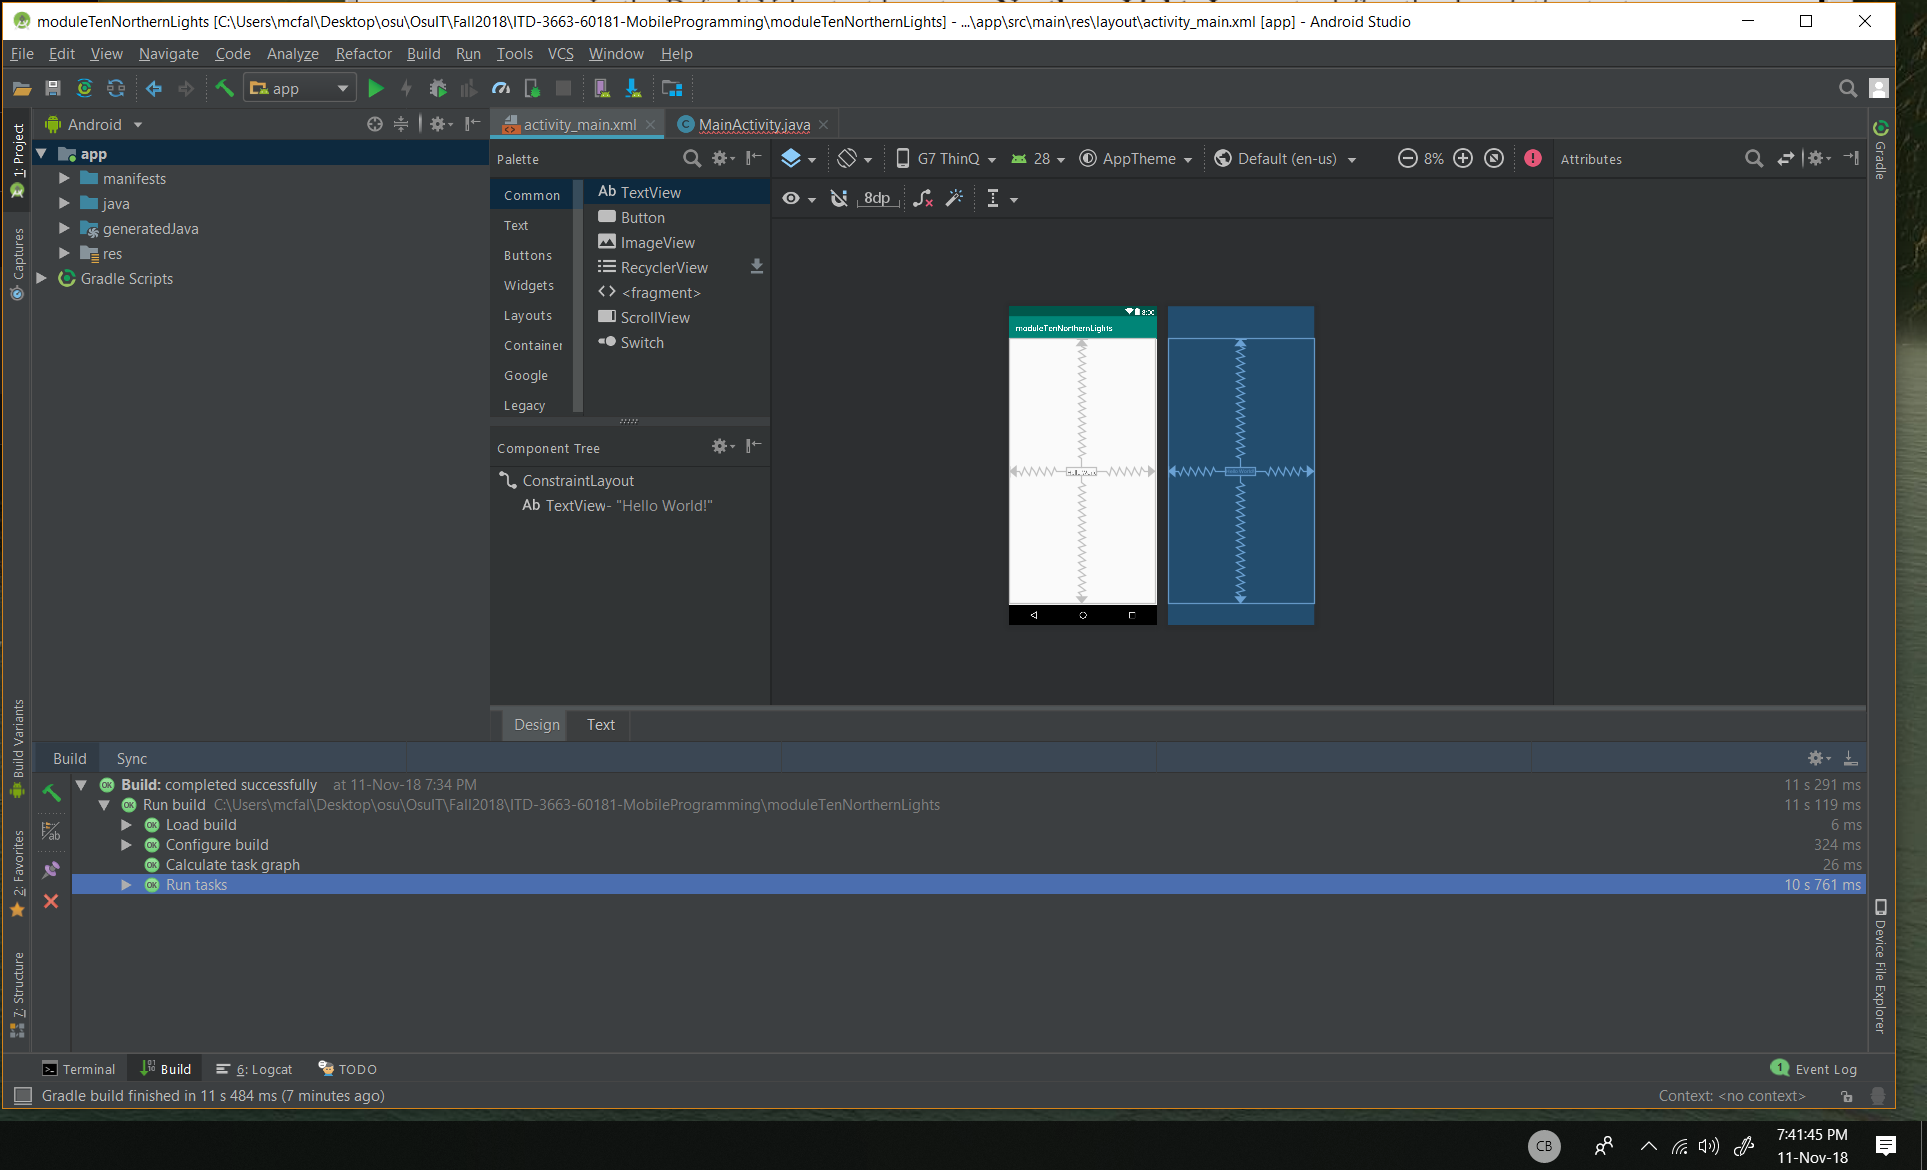 moduleTenNorthernLights [C:\Users\mcfal\Desktop\osu\OsuIT\Fall2018\ITD-3663-60181-MobileProgramming\moduleTenNorthernLights] - ...\app\src\main\res\layout\activity_main.xml [app] - Android Studio
File Edit View Navigate Code Analyze Refactor Build Run Tools VCS Window Help
app
Android
activity_main.xml
MainActivity.java
1: Project
Captures
Build Variants
2: Favorites
7: Structure
app
manifests
java
generatedJava
res
Gradle Scripts
Palette
Common
Text
Buttons
Widgets
Layouts
Container
Google
Legacy
Ab TextView
Button
ImageView
RecyclerView
<fragment>
ScrollView
Switch
Component Tree
ConstraintLayout
Ab TextView- "Hello World!"
G7 ThinQ
28
AppTheme
Default (en-us)
8%
8dp
Attributes
Gradle
Device File Explorer
8:00
moduleTenNorthernLights
Design
Text
Build
Sync
Build: completed successfully at 11-Nov-18 7:34 PM 11 s 291 ms
Run build C:\Users\mcfal\Desktop\osu\OsuIT\Fall2018\ITD-3663-60181-MobileProgramming\moduleTenNorthernLights 11 s 119 ms
Load build 6 ms
Configure build 324 ms
Calculate task graph 26 ms
Run tasks 10 s 761 ms
Terminal
Build
6: Logcat
TODO
1 Event Log
Gradle build finished in 11 s 484 ms (7 minutes ago)
Context: <no context>
CB
7:41:45 PM
11-Nov-18